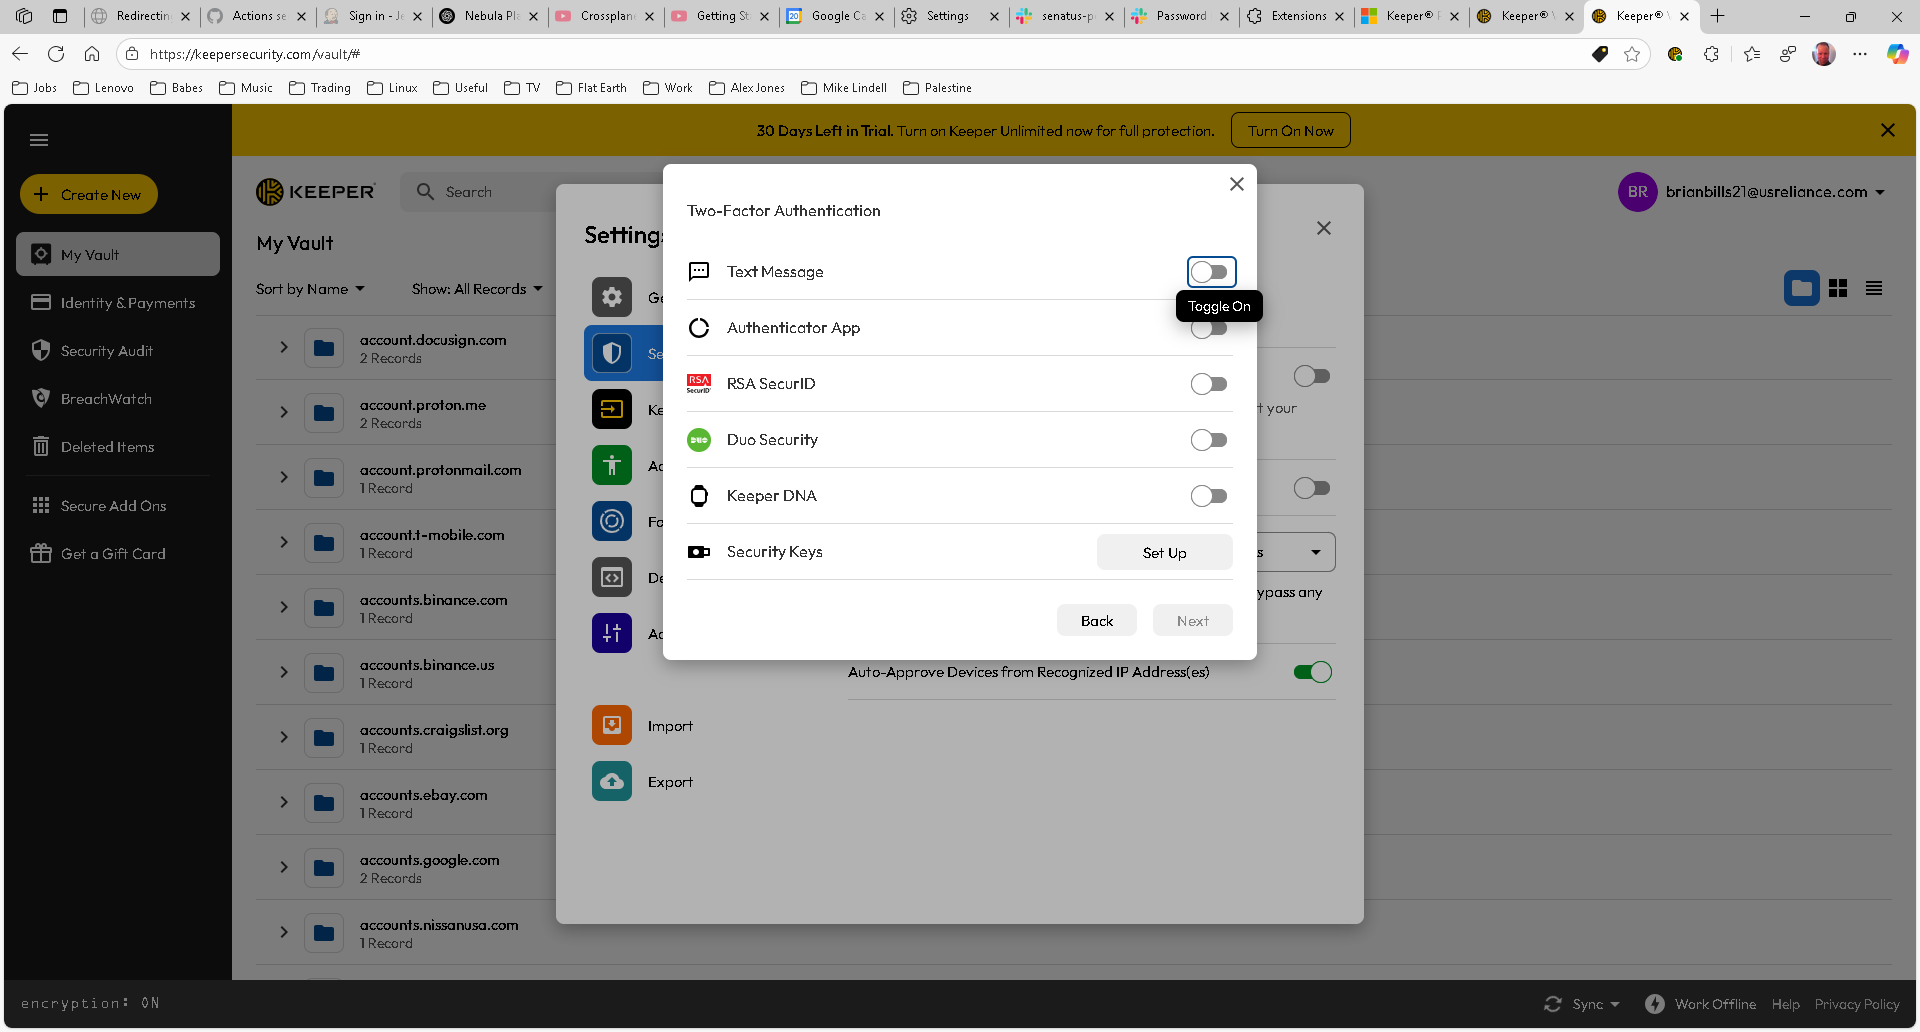 Redirectin
Actions se
Sign in - Je
Nebula Pla
Crossplane
Getting St
Google Ca
Settings
senatus-p
Password
Extensions
Keeper® P
Keeper® V
Keeper® V
https://keepersecurity.com/vault/#
Jobs
Lenovo
Babes
Music
Trading
Linux
Useful
TV
Flat Earth
Work
Alex Jones
Mike Lindell
Palestine
30 Days Left in Trial. Turn on Keeper Unlimited now for full protection.
Turn On Now
Create New
KEEPER
Search
BR
brianbills21@usreliance.com
My Vault
Identity & Payments
Security Audit
BreachWatch
Deleted Items
Secure Add Ons
Get a Gift Card
My Vault
Sort by Name
Show: All Records
account.docusign.com
2 Records
account.proton.me
2 Records
account.protonmail.com
1 Record
account.t-mobile.com
1 Record
accounts.binance.com
1 Record
accounts.binance.us
1 Record
accounts.craigslist.org
1 Record
accounts.ebay.com
1 Record
accounts.google.com
2 Records
accounts.nissanusa.com
1 Record
Settings
Ge
Se
Ke
Ac
Fo
De
Ad
Import
Export
t your
s
ypass any
Auto-Approve Devices from Recognized IP Address(es)
Two-Factor Authentication
Text Message
Toggle On
Authenticator App
RSA SecurID
RSA SecurID
DUO
Duo Security
Keeper DNA
Security Keys
Set Up
Back
Next
encryption: ON
Sync
Work Offline
Help
Privacy Policy